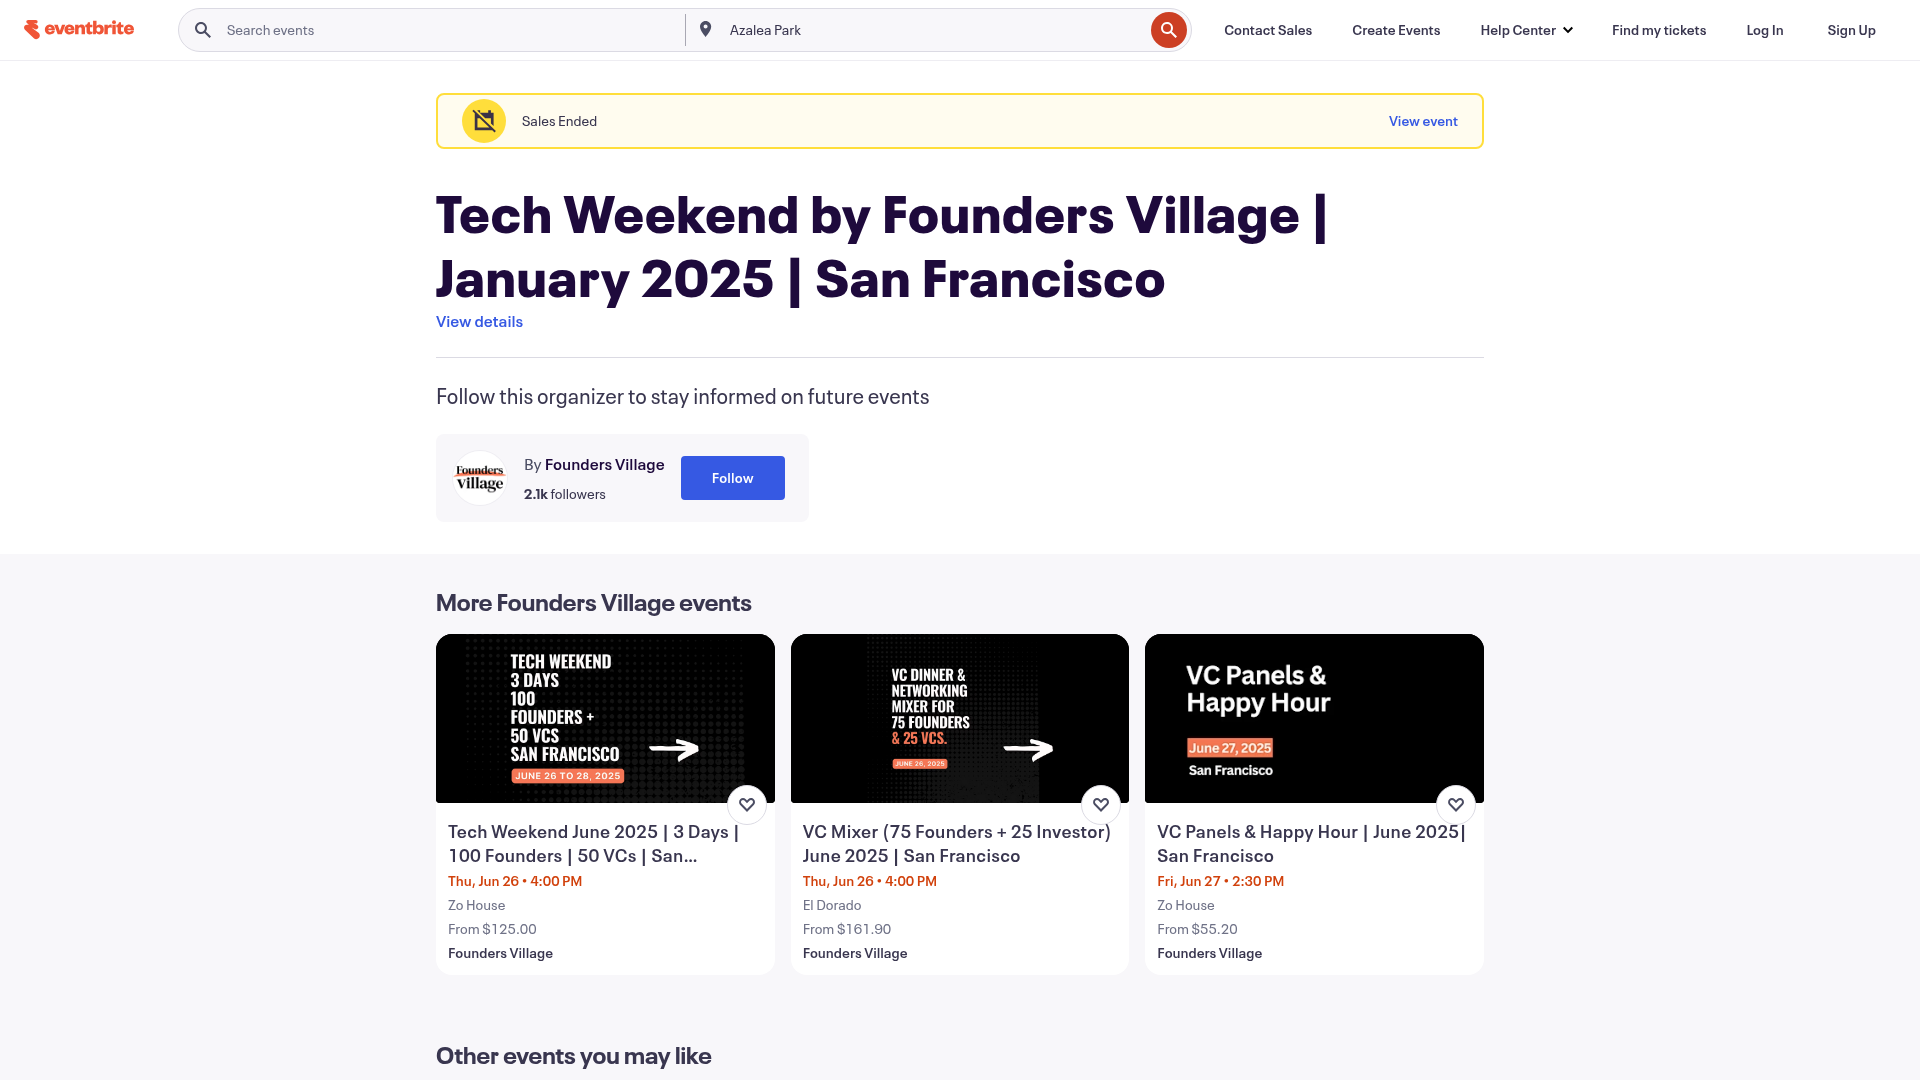 eventbrite
Search events
Azalea Park
Contact Sales
Create Events
Help Center
Find my tickets
Log In
Sign Up
Sales Ended
View event
Tech Weekend by Founders Village |
January 2025 | San Francisco
View details
Follow this organizer to stay informed on future events
Founders
Village
By Founders Village
2.1k followers
Follow
More Founders Village events
TECH WEEKEND
3 DAYS
100
FOUNDERS +
50 VCS
SAN FRANCISCO
JUNE 26 TO 28, 2025
Tech Weekend June 2025 | 3 Days |
100 Founders | 50 VCs | San...
Thu, Jun 26 • 4:00 PM
Zo House
From $125.00
Founders Village
VC DINNER &
NETWORKING
MIXER FOR
75 FOUNDERS
& 25 VCS.
JUNE 26, 2025
VC Mixer (75 Founders + 25 Investor)
June 2025 | San Francisco
Thu, Jun 26 • 4:00 PM
El Dorado
From $161.90
Founders Village
VC Panels &
Happy Hour
June 27, 2025
San Francisco
VC Panels & Happy Hour | June 2025|
San Francisco
Fri, Jun 27 • 2:30 PM
Zo House
From $55.20
Founders Village
Other events you may like